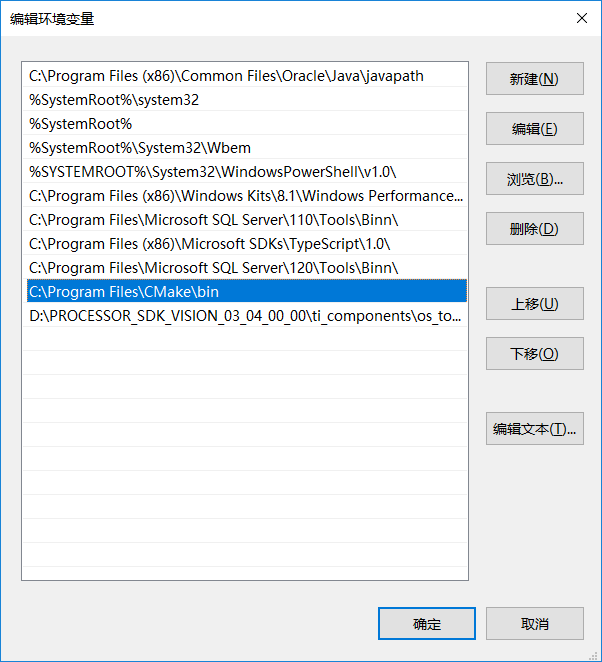 编辑环境变量
C:\Program Files (x86)\Common Files\Oracle\Java\javapath
%SystemRoot%\system32
%SystemRoot%
%SystemRoot%\System32\Wbem
%SYSTEMROOT%\System32\WindowsPowerShell\v1.0\
C:\Program Files (x86)\Windows Kits\8.1\Windows Performance...
C:\Program Files\Microsoft SQL Server\110\Tools\Binn\
C:\Program Files (x86)\Microsoft SDKs\TypeScript\1.0\
C:\Program Files\Microsoft SQL Server\120\Tools\Binn\
C:\Program Files\CMake\bin
D:\PROCESSOR_SDK_VISION_03_04_00_00\ti_components\os_to...
新建(N)
编辑(E)
浏览(B)...
删除(D)
上移(U)
下移(O)
编辑文本(T)...
确定
取消